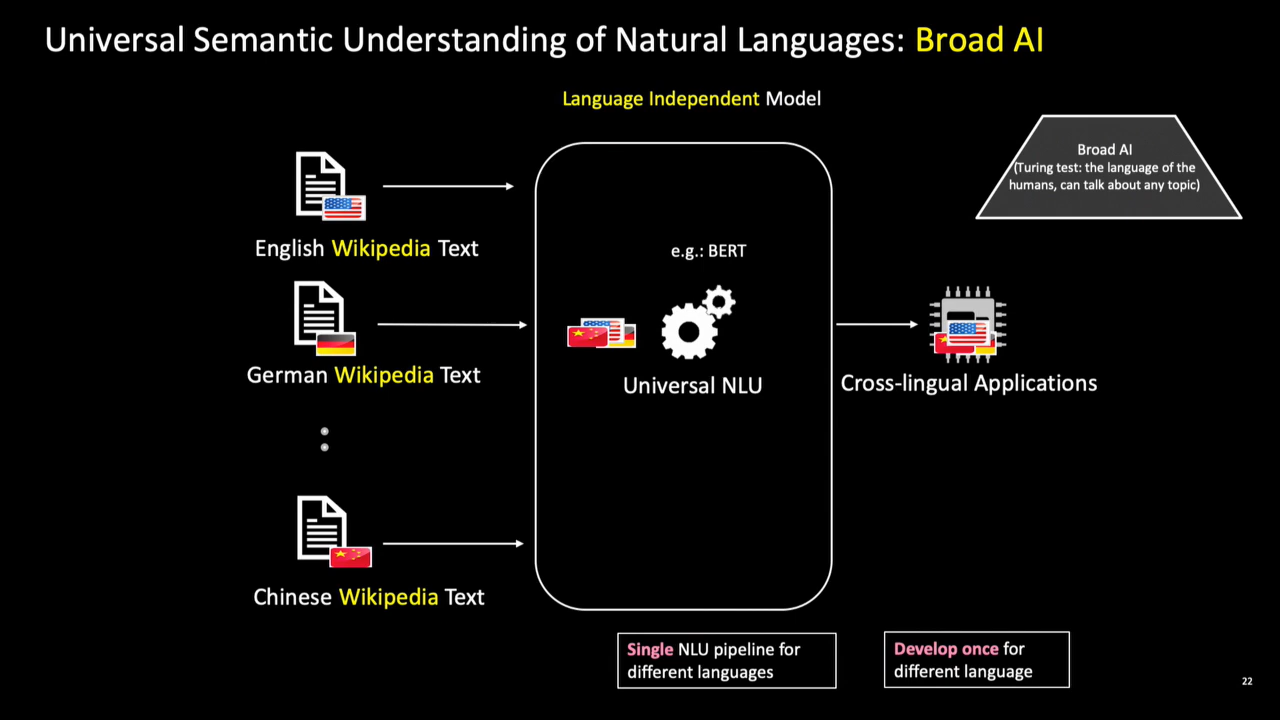 Universal Semantic Understanding of Natural Languages: Broad AI
Language Independent Model
Broad AI
(Turing test: the language of the
humans, can talk about any topic)
English Wikipedia Text
e.g.: BERT
German Wikipedia Text
Universal NLU
Cross-lingual Applications
Chinese Wikipedia Text
Single NLU pipeline for
different languages
Develop once for
different language
22